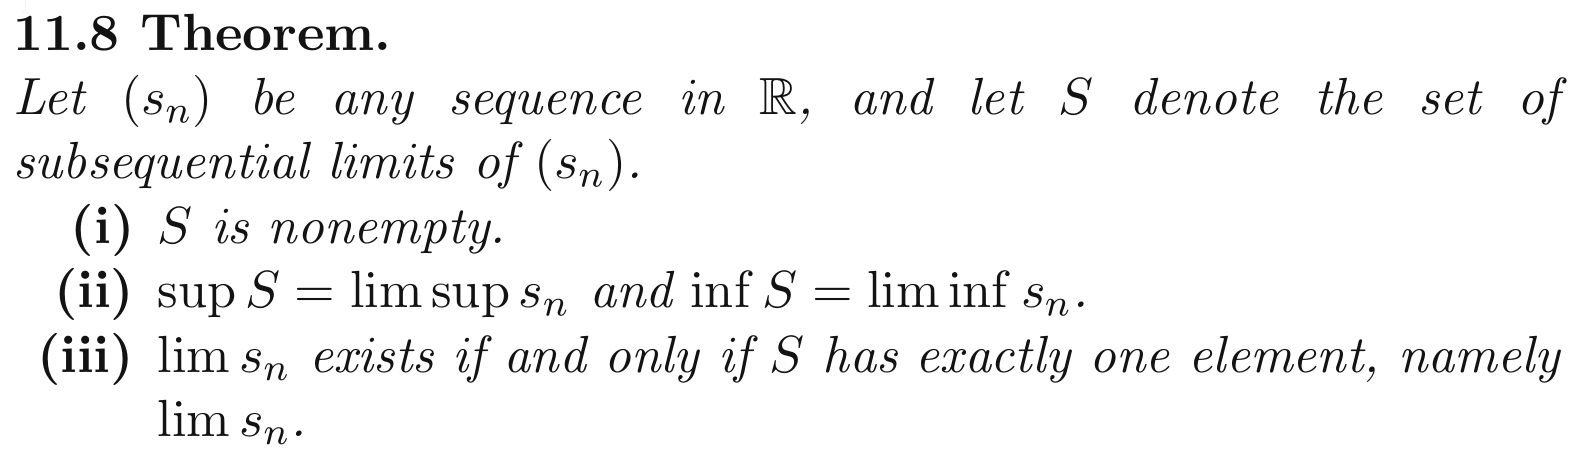 11.8 Theorem.
Let (sₙ) be any sequence in ℝ, and let S denote the set of
subsequential limits of (sₙ).
(i) S is nonempty.
(ii) sup S = lim sup sₙ and inf S = lim inf sₙ.
(iii) lim sₙ exists if and only if S has exactly one element, namely
lim sₙ.